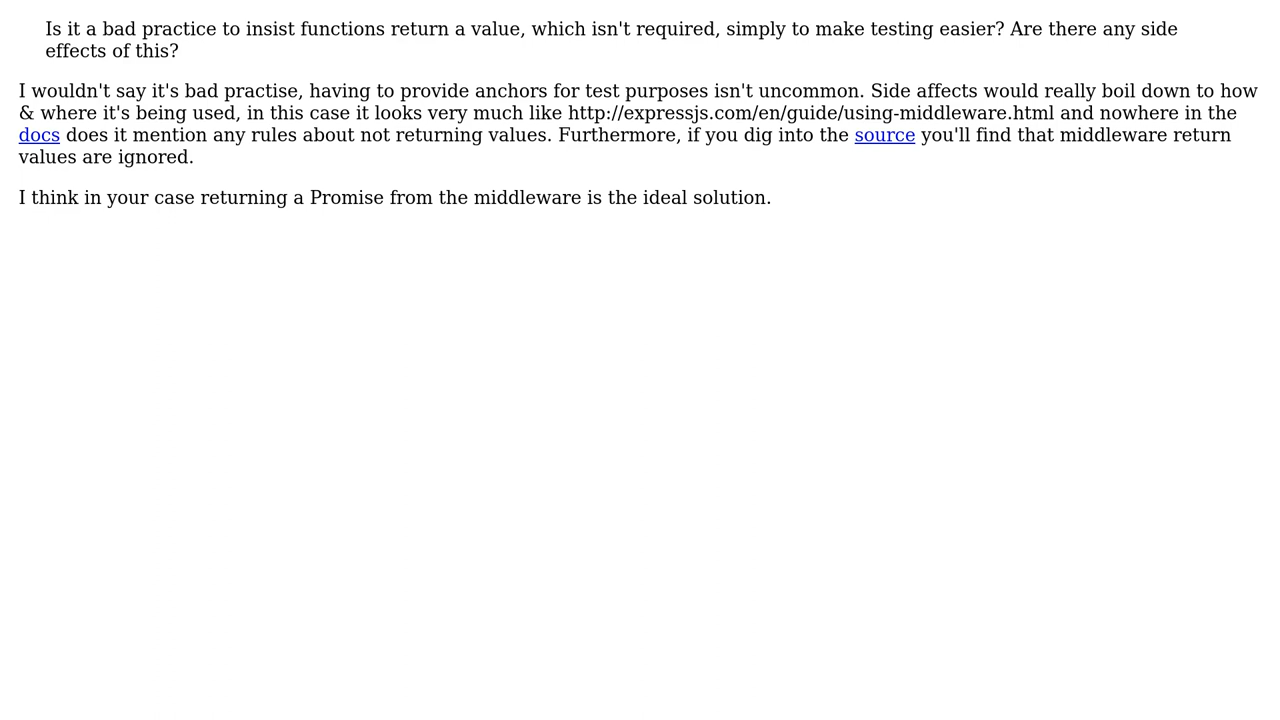 Is it a bad practice to insist functions return a value, which isn't required, simply to make testing easier? Are there any side
effects of this?
I wouldn't say it's bad practise, having to provide anchors for test purposes isn't uncommon. Side affects would really boil down to how
& where it's being used, in this case it looks very much like http://expressjs.com/en/guide/using-middleware.html and nowhere in the
docs does it mention any rules about not returning values. Furthermore, if you dig into the source you'll find that middleware return
values are ignored.
I think in your case returning a Promise from the middleware is the ideal solution.